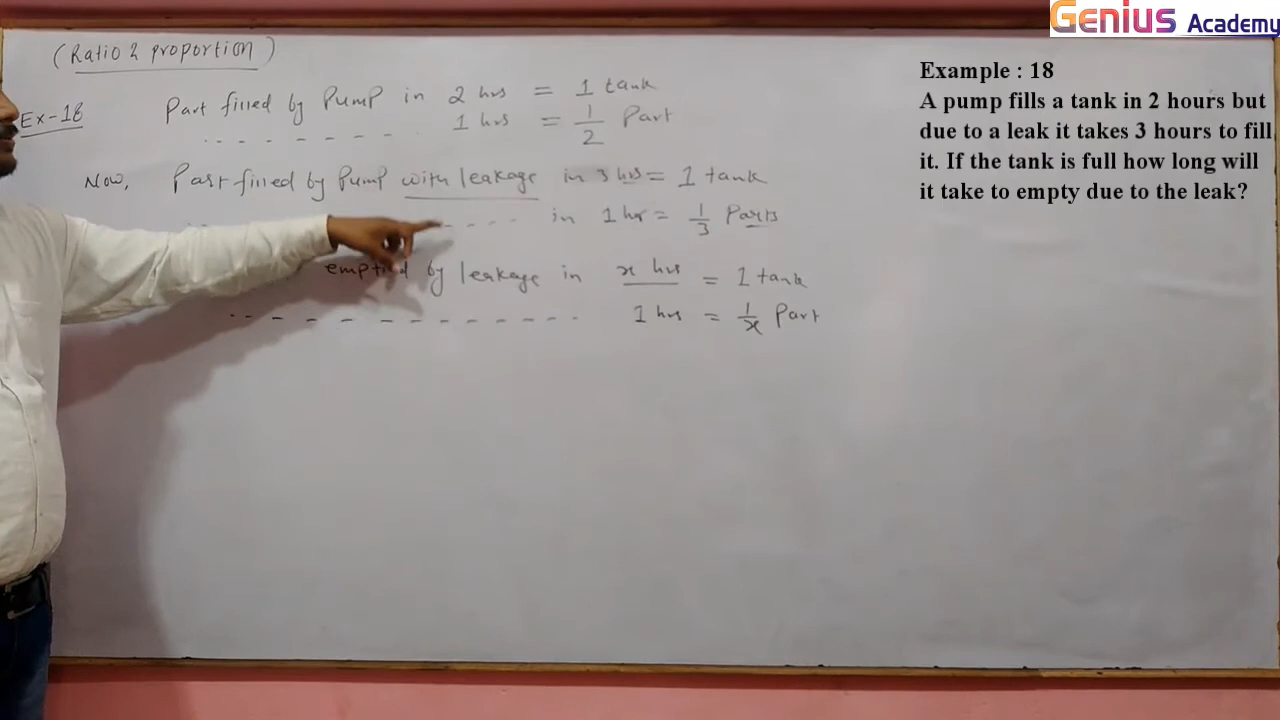 Genius Academy
(Ratio & proportion)
Ex-18
Part filled by Pump in 2 hrs = 1 tank
- - - - - - - - 1 hrs = 1/2 Part
Now, Part filled by Pump with leakage in 3 hrs = 1 tank
- - - - in 1 hr = 1/3 Parts
emptied by leakage in x hrs = 1 tank
- - - - - - - - - - - - - 1 hrs = 1/x Part
Example : 18
A pump fills a tank in 2 hours but
due to a leak it takes 3 hours to fill
it. If the tank is full how long will
it take to empty due to the leak?